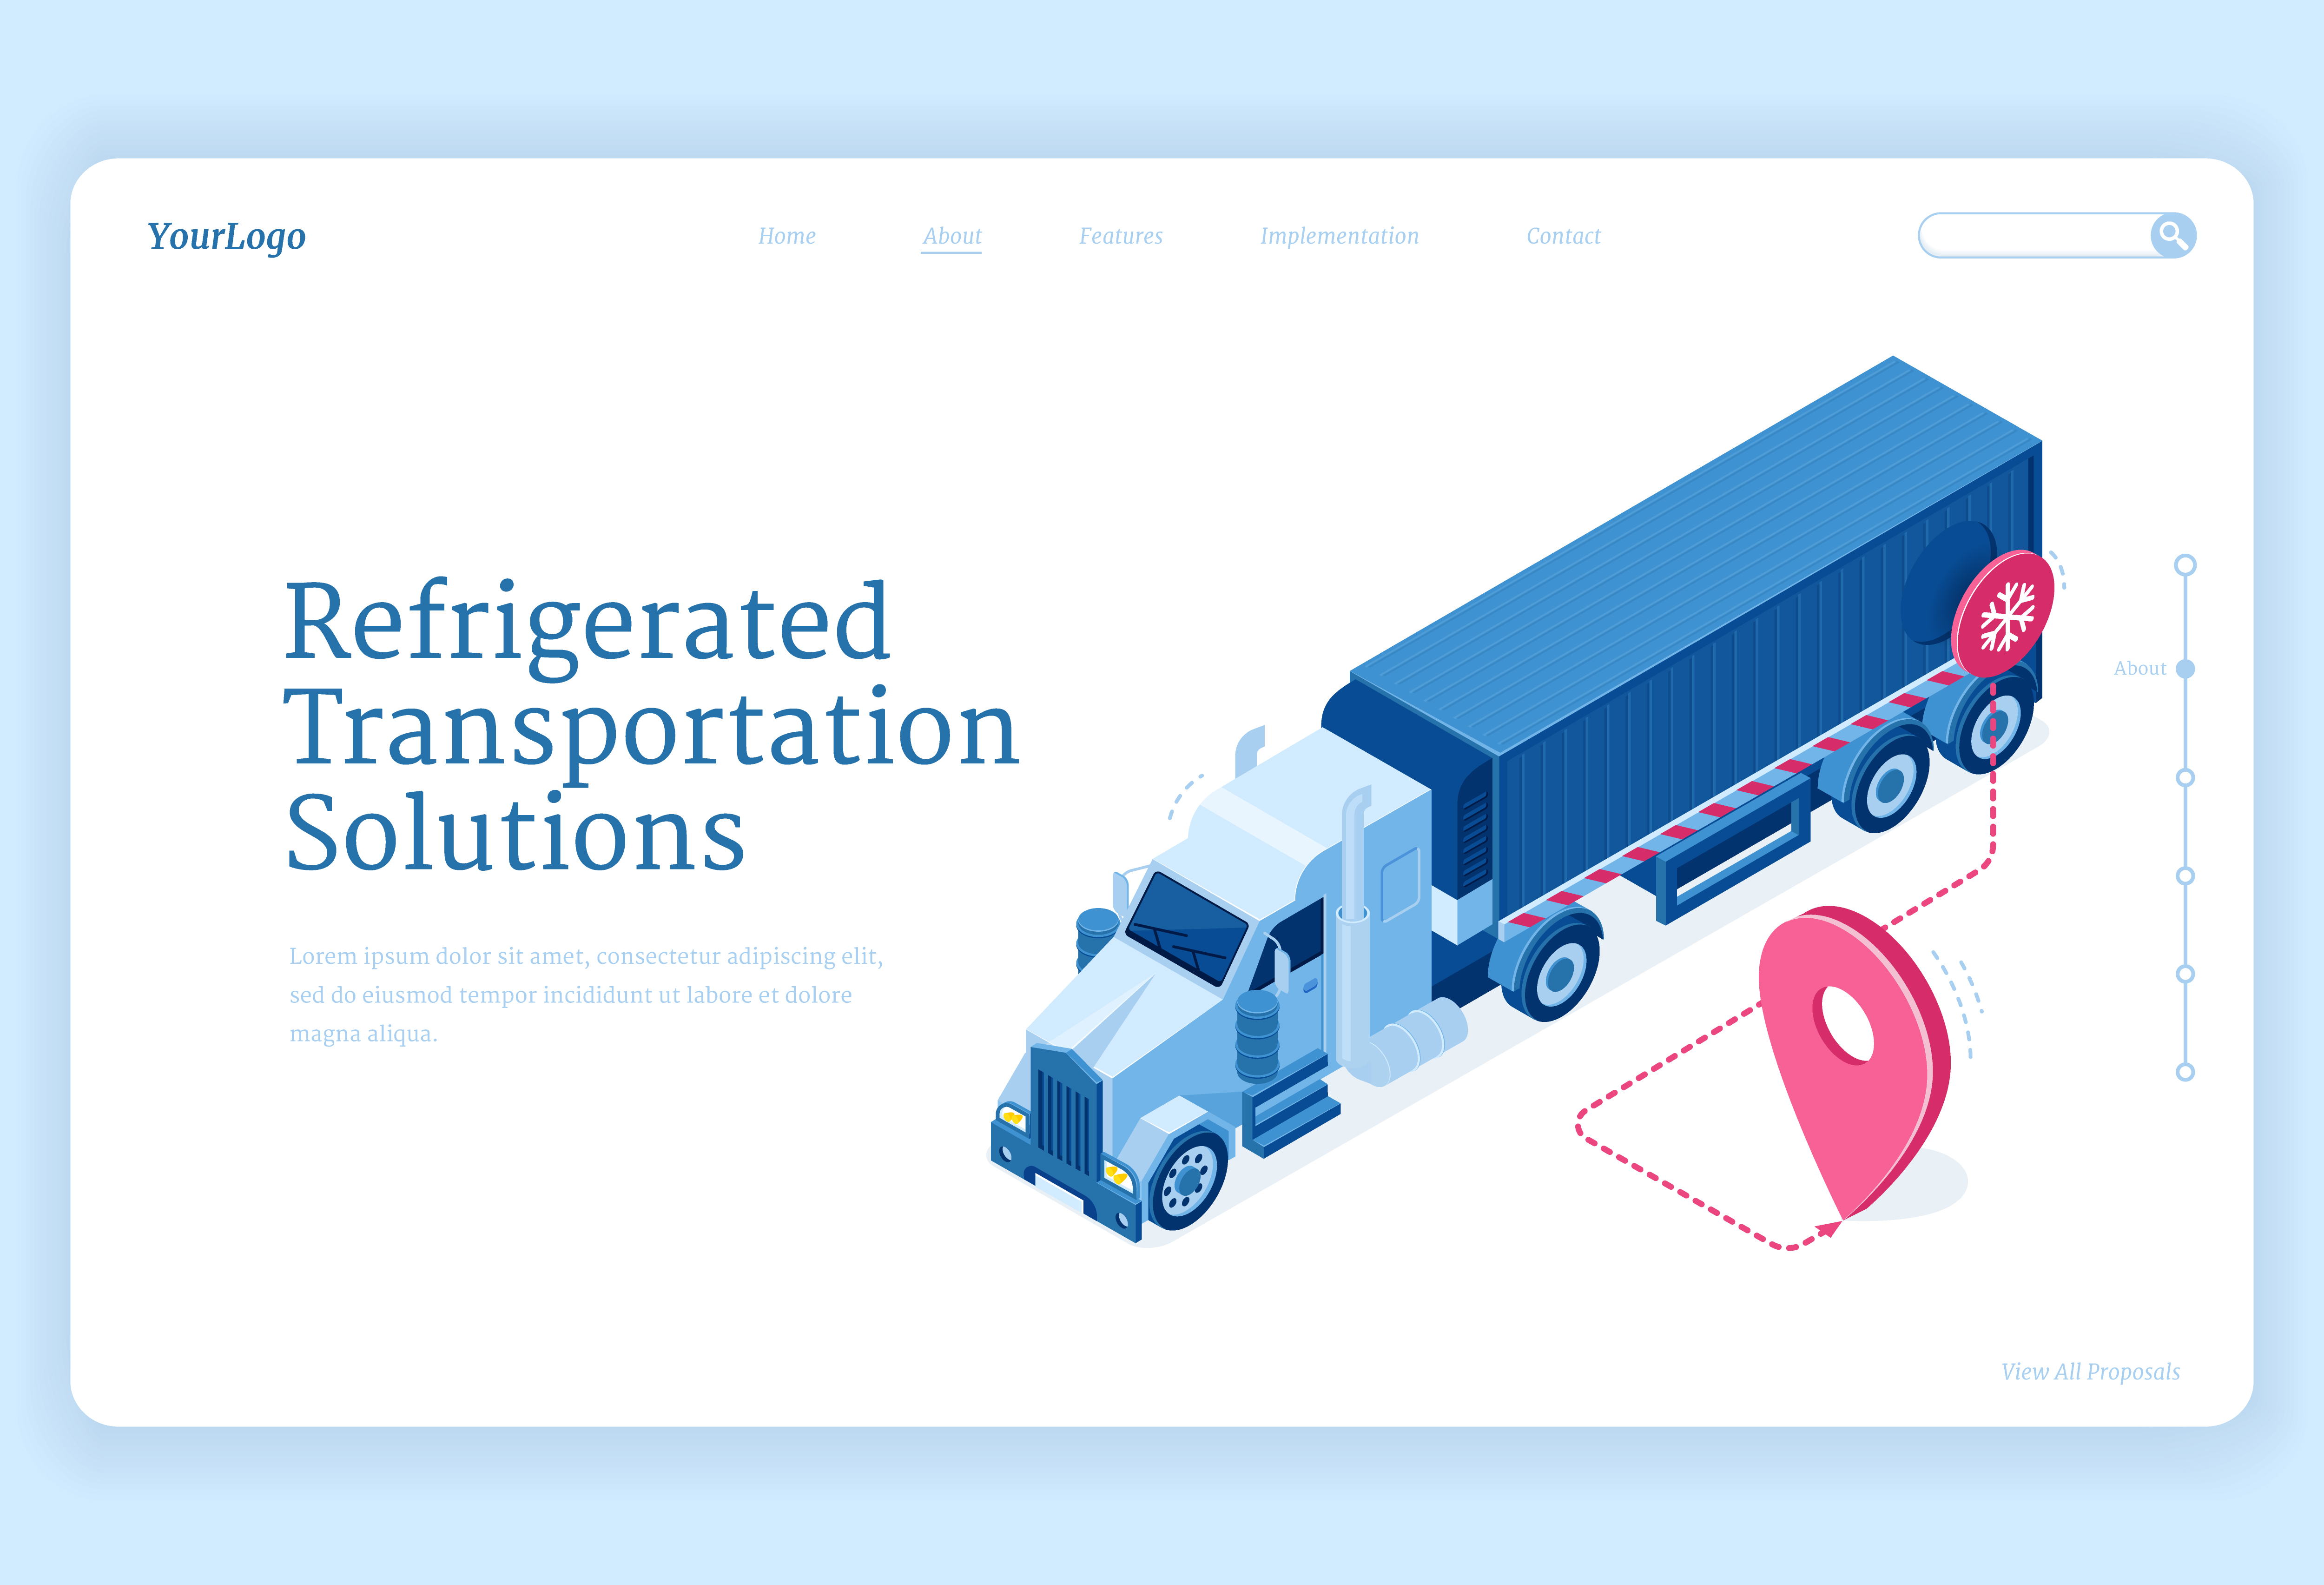 YourLogo
Home
About
Features
Implementation
Contact
Refrigerated
Transportation
Solutions
Lorem ipsum dolor sit amet, consectetur adipiscing elit,
sed do eiusmod tempor incididunt ut labore et dolore
magna aliqua.
About
View All Proposals